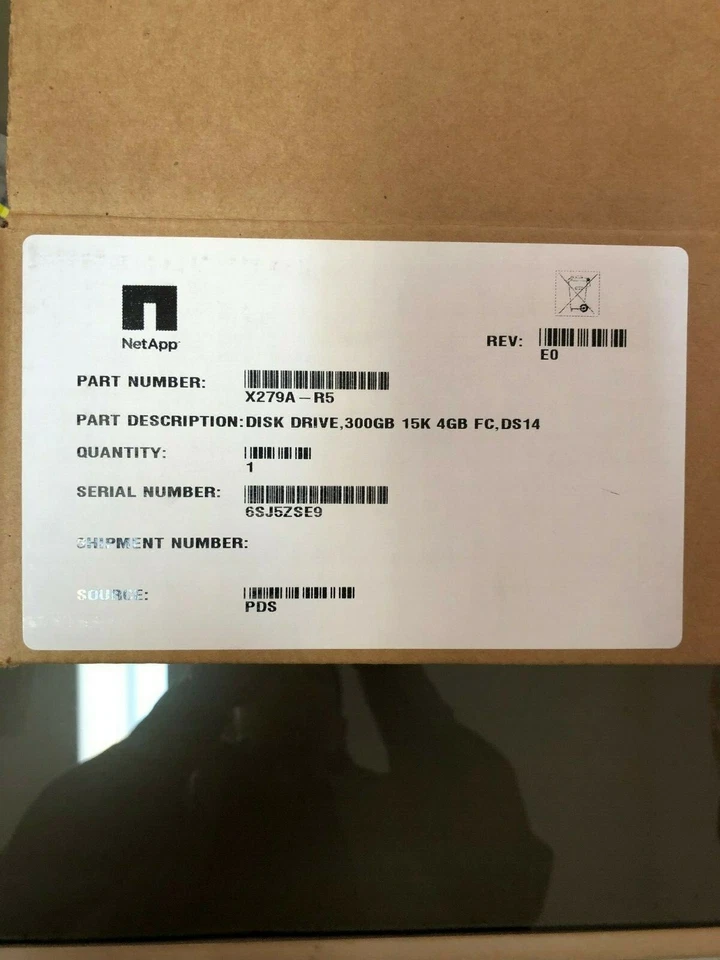 NetApp
REV:
E0
PART NUMBER:
X279A-R5
PART DESCRIPTION:DISK DRIVE,300GB 15K 4GB FC,DS14
QUANTITY:
1
SERIAL NUMBER:
6SJ5ZSE9
SHIPMENT NUMBER:
SOURCE:
PDS